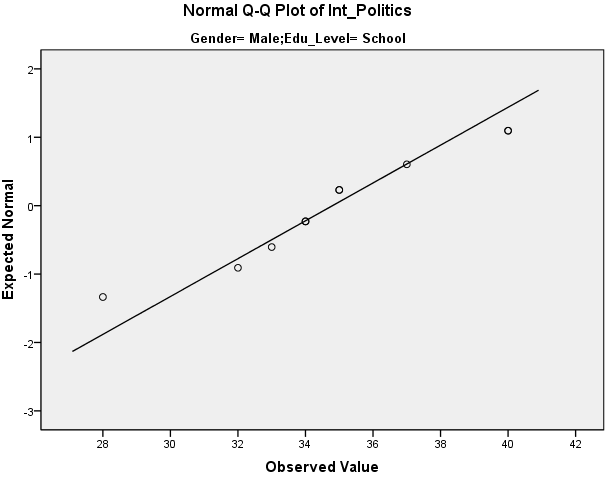 Normal Q-Q Plot of Int_Politics
Gender= Male;Edu_Level= School
Expected Normal
2
1
0
-1
-2
-3
28 30 32 34 36 38 40 42
Observed Value